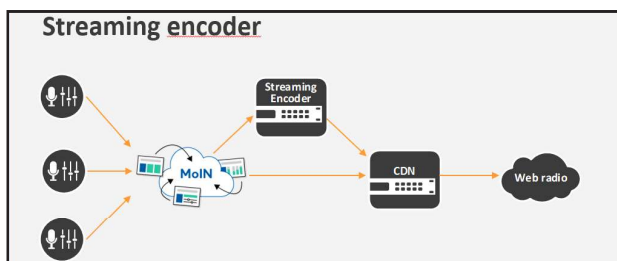 Streaming encoder
Streaming
Encoder
MoIN
CDN
Web radio